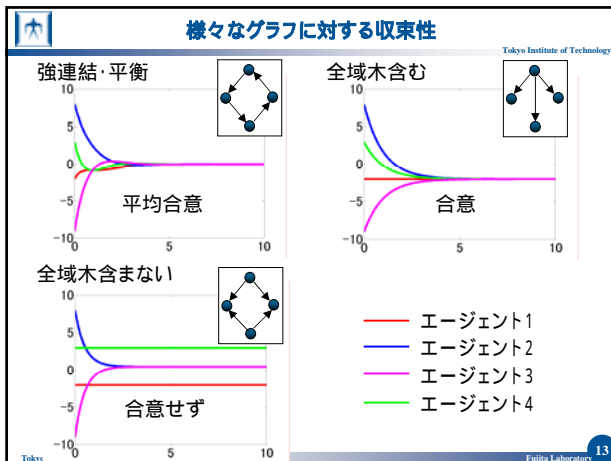 様々なグラフに対する収束性
Tokyo Institute of Technology
強連結・平衡
10
5
0
-5
-10
0
5
10
平均合意
全域木含む
10
5
0
-5
-10
0
5
10
合意
全域木含まない
10
5
0
-5
-10
0
5
10
合意せず
エージェント1
エージェント2
エージェント3
エージェント4
Tokyo
Fujita Laboratory
13